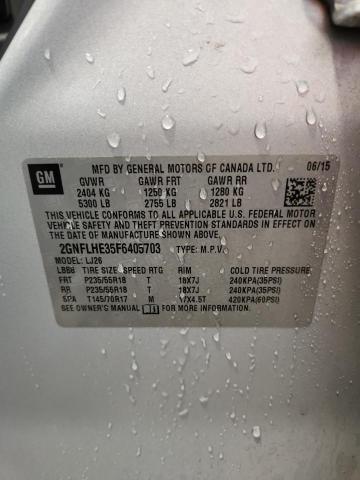 GM
MFD BY GENERAL MOTORS OF CANADA LTD. 06/15
GVWR GAWR FRT GAWR RR
2404 KG 1250 KG 1280 KG
5300 LB 2755 LB 2821 LB
THIS VEHICLE CONFORMS TO ALL APPLICABLE U.S. FEDERAL MOTOR
VEHICLE SAFETY AND THEFT PREVENTION STANDARDS IN EFFECT ON
THE DATE OF MANUFACTURE SHOWN ABOVE.
2GNFLHE35F6405703 TYPE: M.P.V.
MODEL: LJ26
TIRE SIZE SPEED RTG RIM COLD TIRE PRESSURE
FRT P235/55R18 T 18X7J 240KPA(35PSI)
RR P235/55R18 T 18X7J 240KPA(35PSI)
SPA T145/70R17 M 17X4.5T 420KPA(60PSI)
SEE OWNER'S MANUAL FOR MORE INFORMATION.